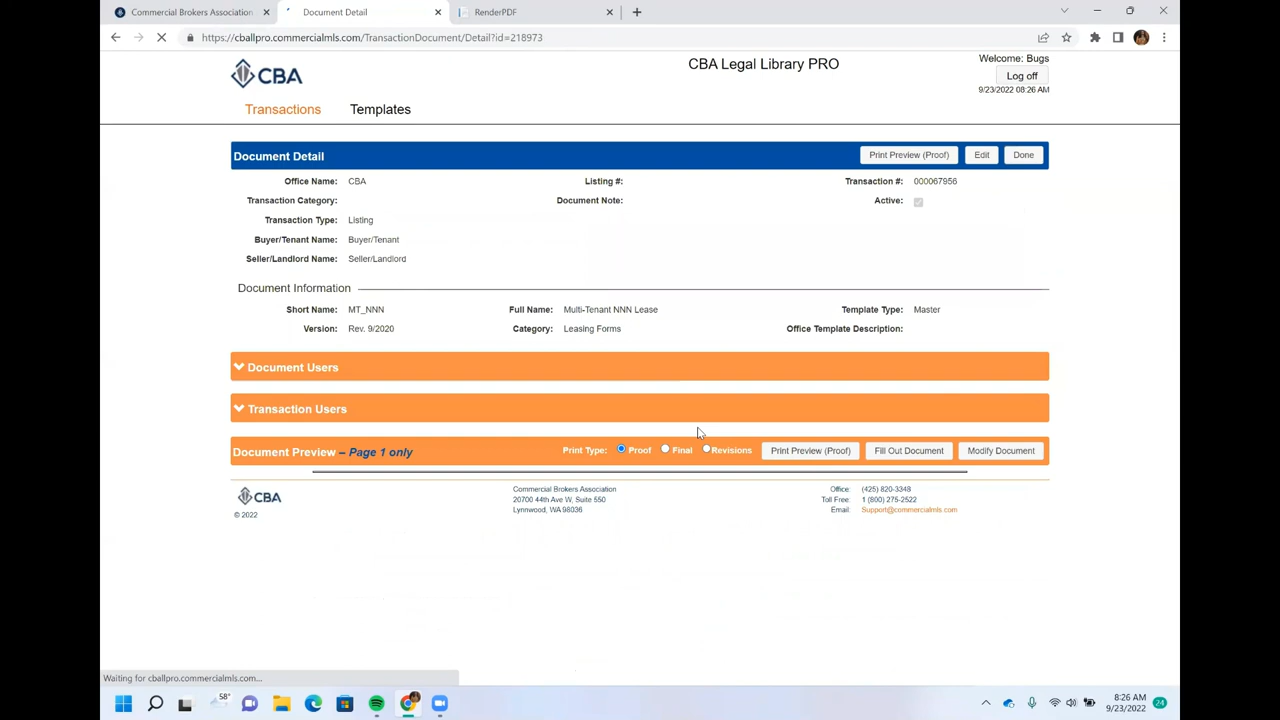 Commercial Brokers Association
Document Detail
RenderPDF
https://cballpro.commercialmls.com/TransactionDocument/Detail?id=218973
CBA
CBA Legal Library PRO
Welcome: Bugs
Log off
9/23/2022 08:26 AM
Transactions
Templates
Document Detail
Print Preview (Proof)
Edit
Done
Office Name: CBA
Listing #:
Transaction #: 000067956
Transaction Category:
Document Note:
Active:
Transaction Type: Listing
Buyer/Tenant Name: Buyer/Tenant
Seller/Landlord Name: Seller/Landlord
Document Information
Short Name: MT_NNN
Full Name: Multi-Tenant NNN Lease
Template Type: Master
Version: Rev. 9/2020
Category: Leasing Forms
Office Template Description:
Document Users
Transaction Users
Document Preview – Page 1 only
Print Type: Proof Final Revisions
Print Preview (Proof)
Fill Out Document
Modify Document
CBA
© 2022
Commercial Brokers Association
20700 44th Ave W, Suite 550
Lynnwood, WA 98036
Office: (425) 820-3348
Toll Free: 1 (800) 275-2522
Email: Support@commercialmls.com
Waiting for cballpro.commercialmls.com...
58°
8:26 AM
9/23/2022
24